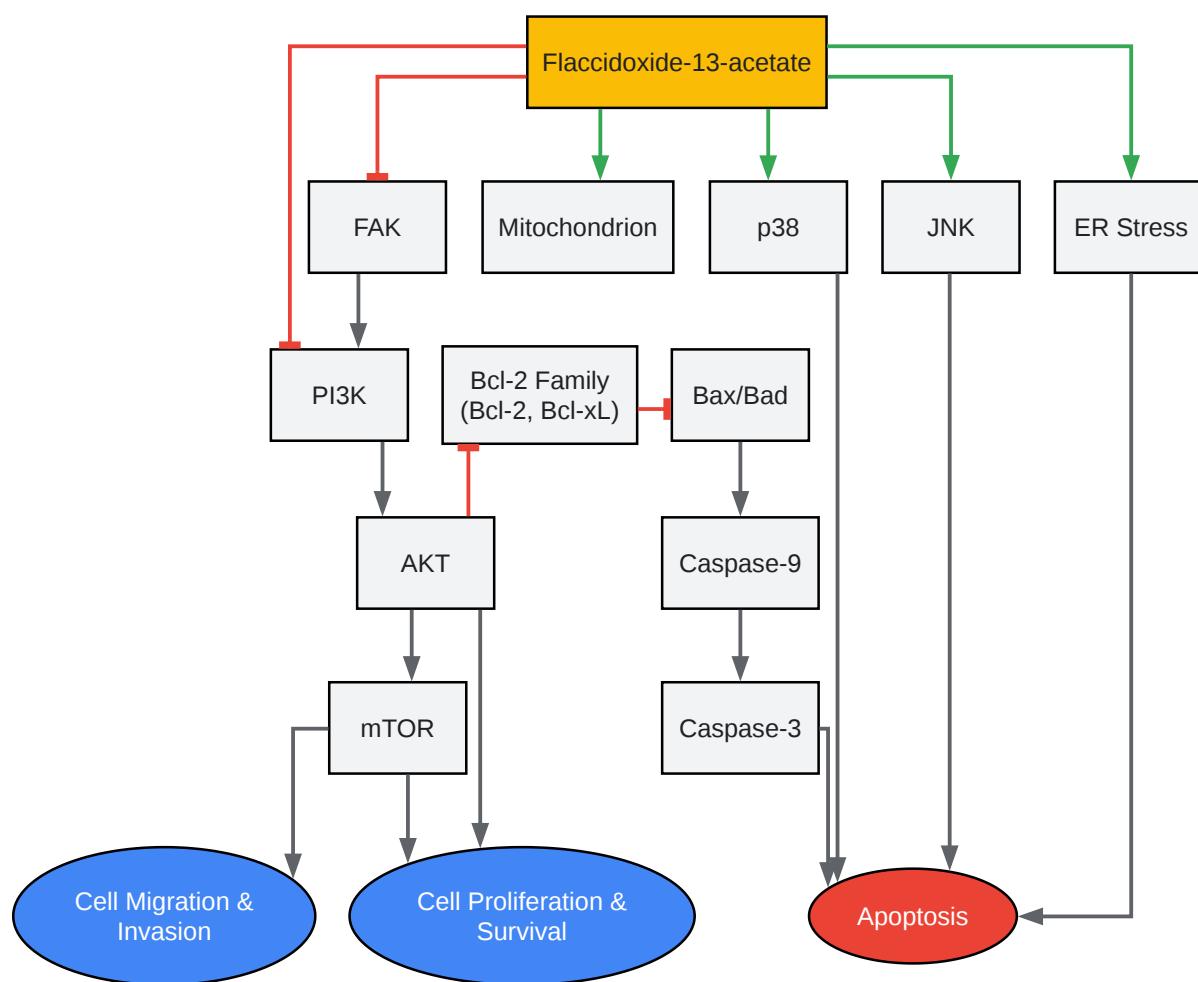 Flaccidoxide-13-acetate
FAK
Mitochondrion
p38
JNK
ER Stress
PI3K
Bcl-2 Family
(Bcl-2, Bcl-xL)
Bax/Bad
AKT
Caspase-9
mTOR
Caspase-3
Cell Migration &
Invasion
Cell Proliferation &
Survival
Apoptosis